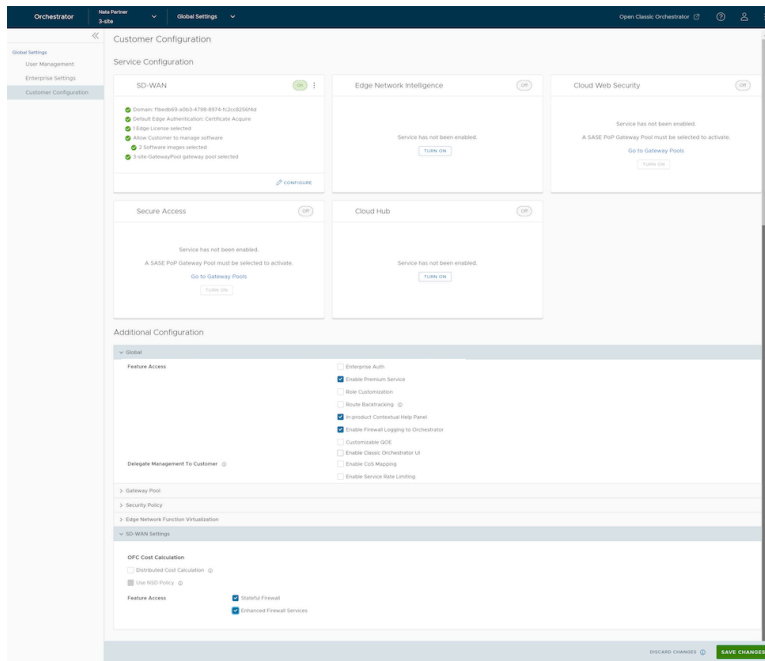 Orchestrator
Nata Partner
3-site
Global Settings
Open Classic Orchestrator
Global Settings
User Management
Enterprise Settings
Customer Configuration
Customer Configuration
Service Configuration
SD-WAN
ON
Default Edge Authentication: Certificate Acquire
1 Edge License selected
Allow Customer to manage software
2 Software Images selected
3-site-GatewayPool gateway pool selected
CONFIGURE
Edge Network Intelligence
Off
Service has not been enabled.
TURN ON
Cloud Web Security
Off
Service has not been enabled.
A SASE PoP Gateway Pool must be selected to activate.
Go to Gateway Pools
TURN ON
Secure Access
Off
Service has not been enabled.
A SASE PoP Gateway Pool must be selected to activate.
Go to Gateway Pools
TURN ON
Cloud Hub
Off
Service has not been enabled.
TURN ON
Additional Configuration
Global
Feature Access
Enterprise Auth
Enable Premium Service
Role Customization
Route Backtracking
In-product Contextual Help Panel
Enable Firewall Logging to Orchestrator
Customizable QOE
Enable Classic Orchestrator UI
Delegate Management To Customer
Enable CoS Mapping
Enable Service Rate Limiting
Gateway Pool
Security Policy
Edge Network Function Virtualization
SD-WAN Settings
OFC Cost Calculation
Distributed Cost Calculation
Use NSD Policy
Feature Access
Stateful Firewall
Enhanced Firewall Services
DISCARD CHANGES
SAVE CHANGES